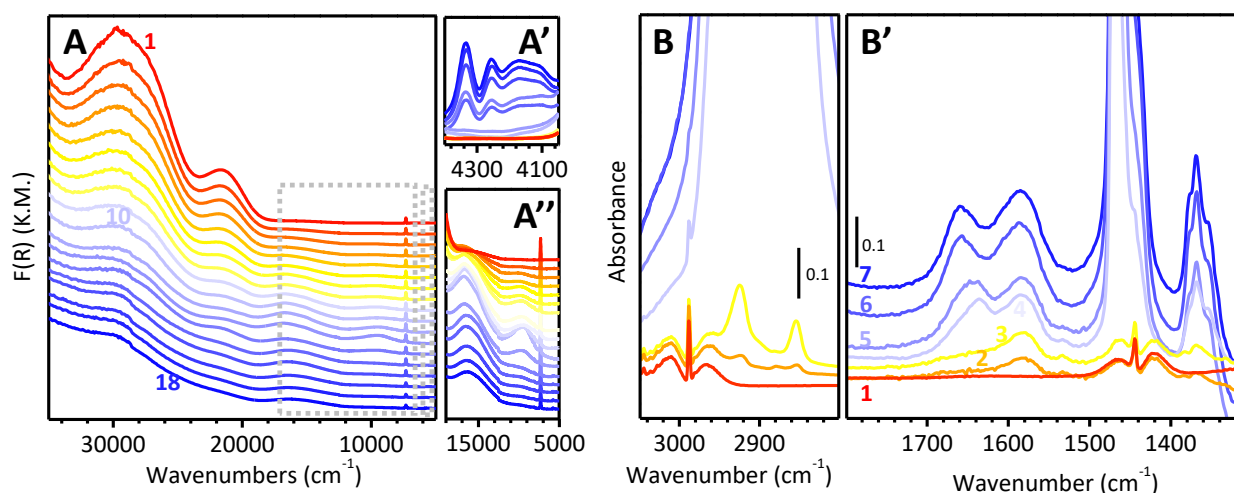 A
1
10
18
F(R) (K.M.)
30000 20000 10000
Wavenumbers (cm-1)
A’
4300 4100
A’’
15000 5000
B
0.1
Absorbance
3000 2900
Wavenumber (cm-1)
B’
0.1
7
6
5
4
3
2
1
1700 1600 1500 1400
Wavenumber (cm-1)